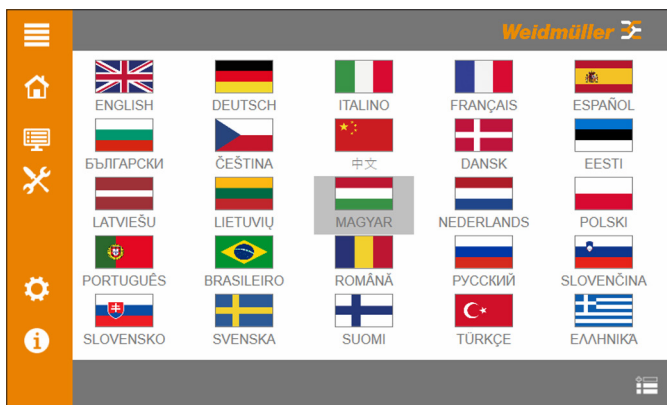 Weidmüller
ENGLISH DEUTSCH ITALINO FRANÇAIS ESPAÑOL
БЪЛГАРСКИ ČEŠTINA 中文 DANSK EESTI
LATVIEŠU LIETUVIŲ MAGYAR NEDERLANDS POLSKI
PORTUGUÊS BRASILEIRO ROMÂNĂ РУССКИЙ SLOVENČINA
SLOVENSKO SVENSKA SUOMI TÜRKÇE ΕΛΛΗΝΙΚΆ